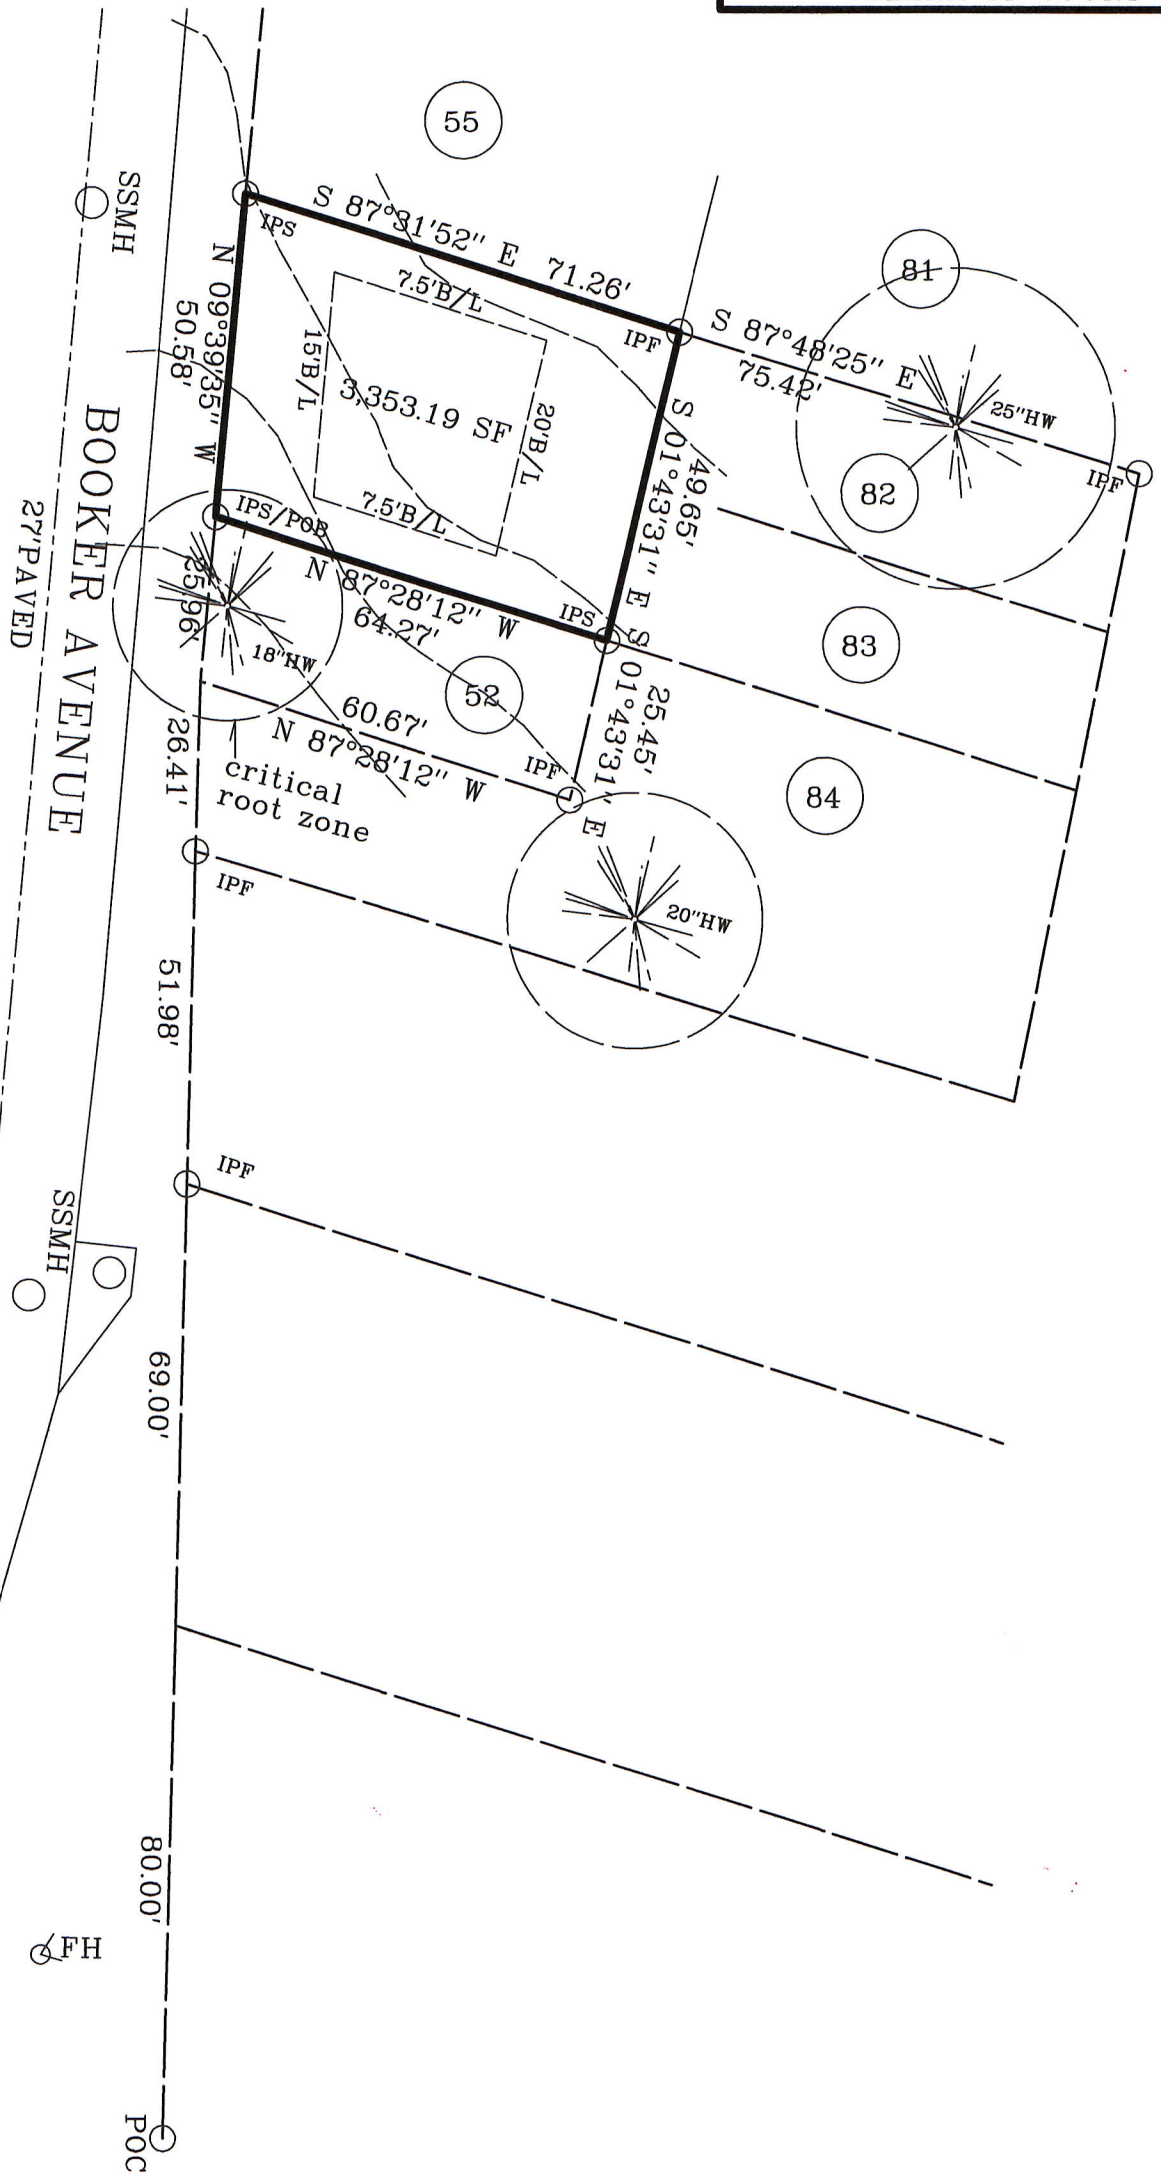 55
81
S 87°31'52" E 71.26'
7.5'B/L
IPS
SSMH
IPF
S 87°48'25" E
75.42'
25"HW
IPF
82
N 09°39'35" W
50.58'
15'B/L
3,353.19 SF
20'B/L
7.5'B/L
S 01°43'31" E
49.65'
IPS/POB
N 87°28'12" W
64.27'
IPS
83
BOOKER AVENUE
27'PAVED
25.96'
18"HW
52
S 01°43'31" E
25.45'
60.67'
N 87°28'12" W
IPF
84
26.41'
critical
root zone
IPF
20"HW
51.98'
IPF
SSMH
69.00'
80.00'
FH
POC